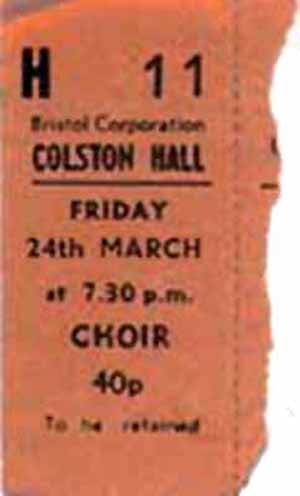 H 11
Bristol Corporation
COLSTON HALL
FRIDAY
24th MARCH
at 7.30 p.m.
CHOIR
40p
To be retained